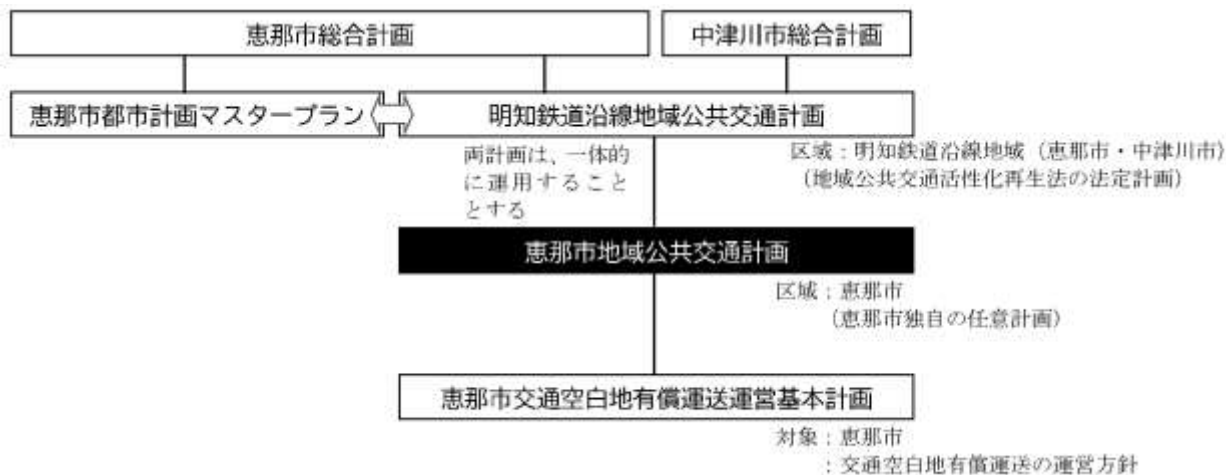 恵那市総合計画
中津川市総合計画
恵那市都市計画マスタープラン
明知鉄道沿線地域公共交通計画
両計画は、一体的
に運用すること
とする
区域：明知鉄道沿線地域（恵那市・中津川市）
（地域公共交通活性化再生法の法定計画）
恵那市地域公共交通計画
区域：恵那市
（恵那市独自の任意計画）
恵那市交通空白地有償運送運営基本計画
対象：恵那市
：交通空白地有償運送の運営方針